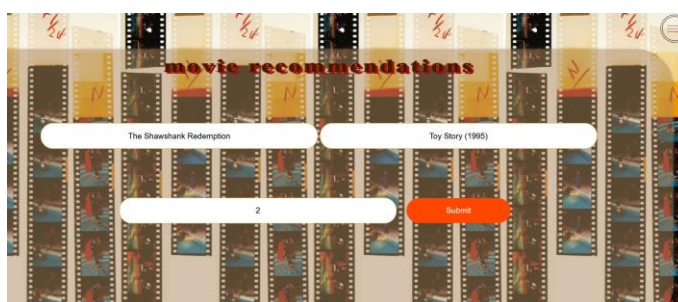 movie recommendations
The Shawshank Redemption
Toy Story (1995)
2
Submit